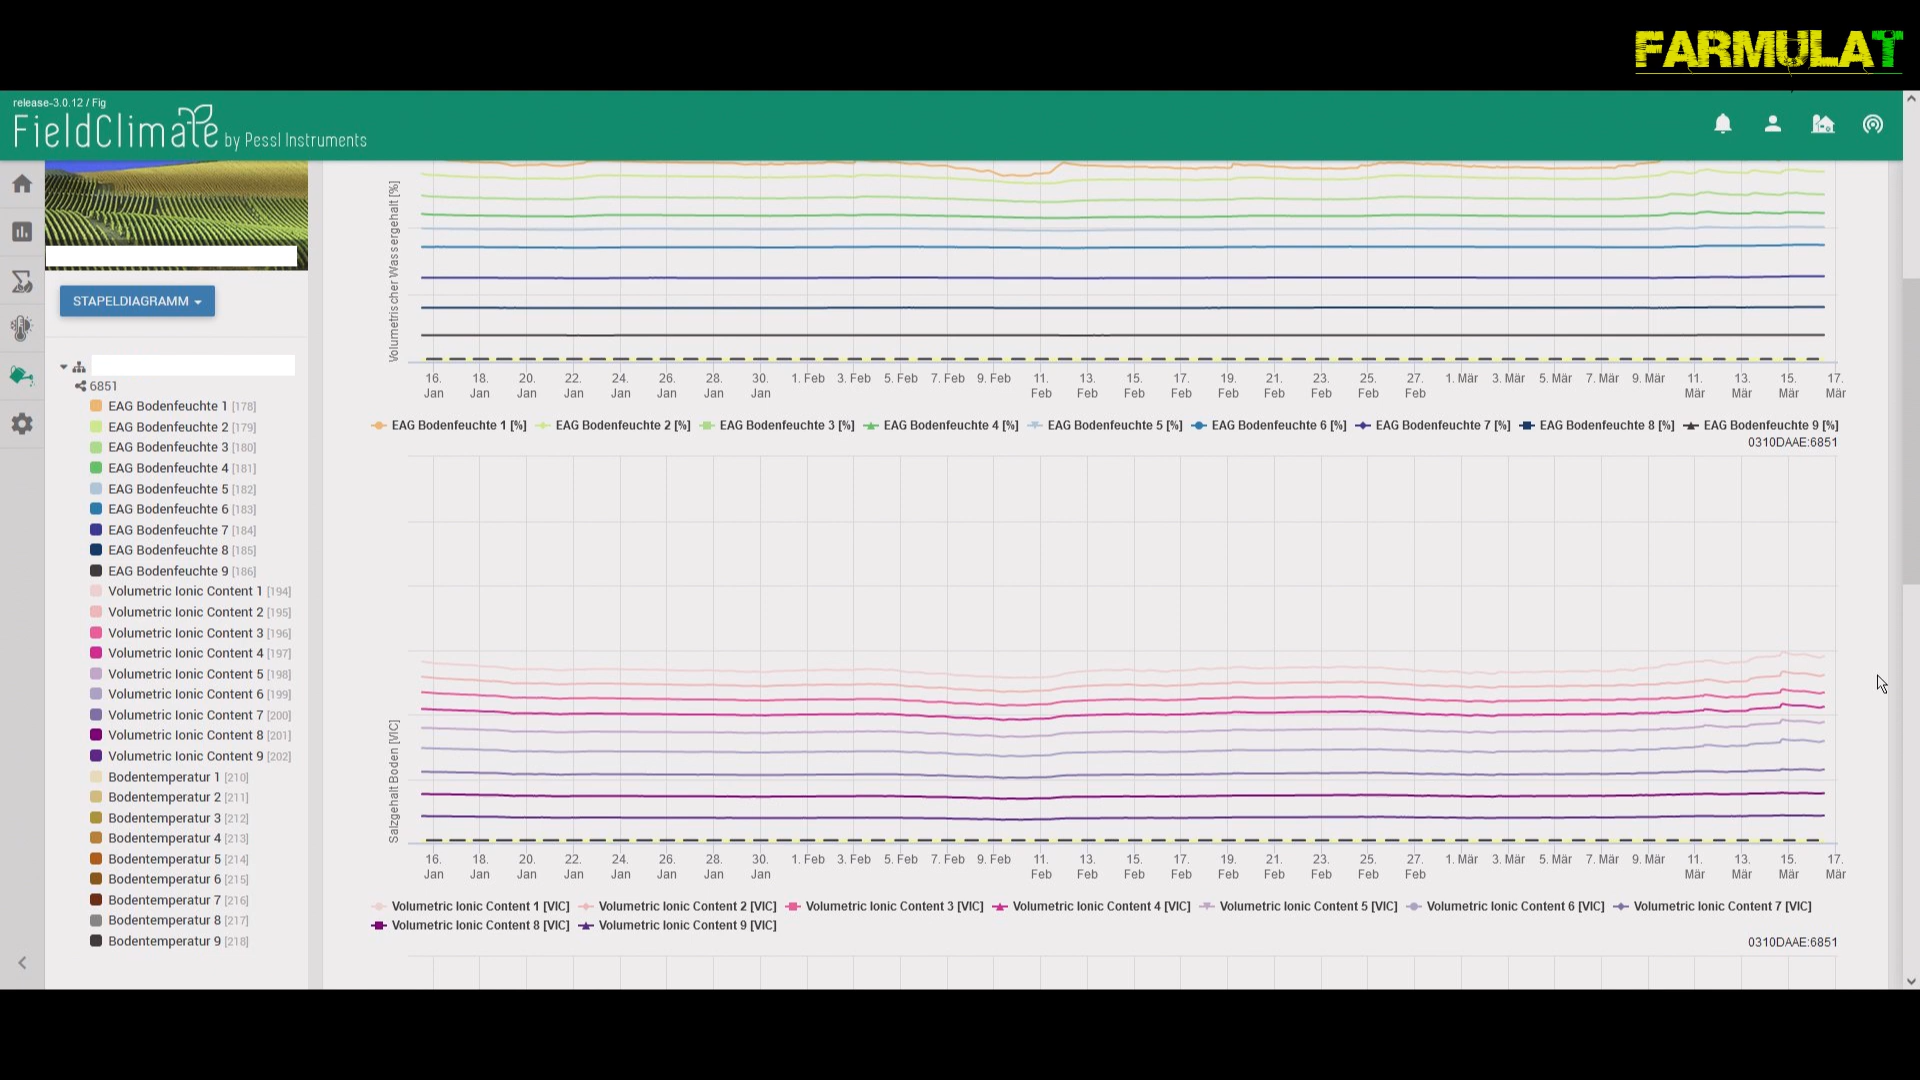 FARMULAT
release-3.0.12 / Fig
FieldClimate by Pessl Instruments
STAPELDIAGRAMM
6851
EAG Bodenfeuchte 1 [178]
EAG Bodenfeuchte 2 [179]
EAG Bodenfeuchte 3 [180]
EAG Bodenfeuchte 4 [181]
EAG Bodenfeuchte 5 [182]
EAG Bodenfeuchte 6 [183]
EAG Bodenfeuchte 7 [184]
EAG Bodenfeuchte 8 [185]
EAG Bodenfeuchte 9 [186]
Volumetric Ionic Content 1 [194]
Volumetric Ionic Content 2 [195]
Volumetric Ionic Content 3 [196]
Volumetric Ionic Content 4 [197]
Volumetric Ionic Content 5 [198]
Volumetric Ionic Content 6 [199]
Volumetric Ionic Content 7 [200]
Volumetric Ionic Content 8 [201]
Volumetric Ionic Content 9 [202]
Bodentemperatur 1 [210]
Bodentemperatur 2 [211]
Bodentemperatur 3 [212]
Bodentemperatur 4 [213]
Bodentemperatur 5 [214]
Bodentemperatur 6 [215]
Bodentemperatur 7 [216]
Bodentemperatur 8 [217]
Bodentemperatur 9 [218]
Volumetrischer Wassergehalt [%]
16. 18. 20. 22. 24. 26. 28. 30. 1. Feb 3. Feb 5. Feb 7. Feb 9. Feb 11. 13. 15. 17. 19. 21. 23. 25. 27. 1. Mär 3. Mär 5. Mär 7. Mär 9. Mär 11. 13. 15. 17.
Jan Jan Jan Jan Jan Jan Jan Jan Feb Feb Feb Feb Feb Feb Feb Feb Feb Mär Mär Mär Mär
EAG Bodenfeuchte 1 [%] EAG Bodenfeuchte 2 [%] EAG Bodenfeuchte 3 [%] EAG Bodenfeuchte 4 [%] EAG Bodenfeuchte 5 [%] EAG Bodenfeuchte 6 [%] EAG Bodenfeuchte 7 [%] EAG Bodenfeuchte 8 [%] EAG Bodenfeuchte 9 [%]
0310DAAE:6851
Salzgehalt Boden [VIC]
16. 18. 20. 22. 24. 26. 28. 30. 1. Feb 3. Feb 5. Feb 7. Feb 9. Feb 11. 13. 15. 17. 19. 21. 23. 25. 27. 1. Mär 3. Mär 5. Mär 7. Mär 9. Mär 11. 13. 15. 17.
Jan Jan Jan Jan Jan Jan Jan Jan Feb Feb Feb Feb Feb Feb Feb Feb Feb Mär Mär Mär Mär
Volumetric Ionic Content 1 [VIC] Volumetric Ionic Content 2 [VIC] Volumetric Ionic Content 3 [VIC] Volumetric Ionic Content 4 [VIC] Volumetric Ionic Content 5 [VIC] Volumetric Ionic Content 6 [VIC] Volumetric Ionic Content 7 [VIC]
Volumetric Ionic Content 8 [VIC] Volumetric Ionic Content 9 [VIC]
0310DAAE:6851